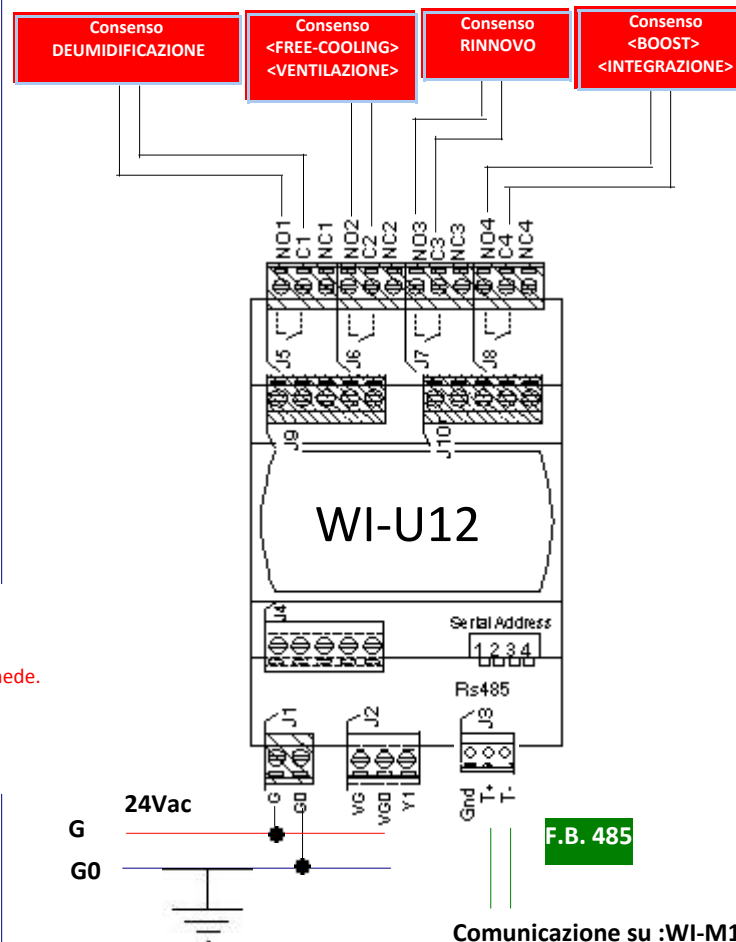 Consenso
DEUMIDIFICAZIONE
Consenso
<FREE-COOLING>
<VENTILAZIONE>
Consenso
RINNOVO
Consenso
<BOOST>
<INTEGRAZIONE>
NO1
C1
NC1
NO2
C2
NC2
NO3
C3
NC3
NO4
C4
NC4
J5
J6
J7
J8
J9
J10
WI-U12
J4
Serial Address
1 2 3 4
Rs485
J1
J2
J3
G
G0
VG
VG0
Y1
Gnd
T+
T-
24Vac
G
G0
F.B. 485
Comunicazione su :WI-M1